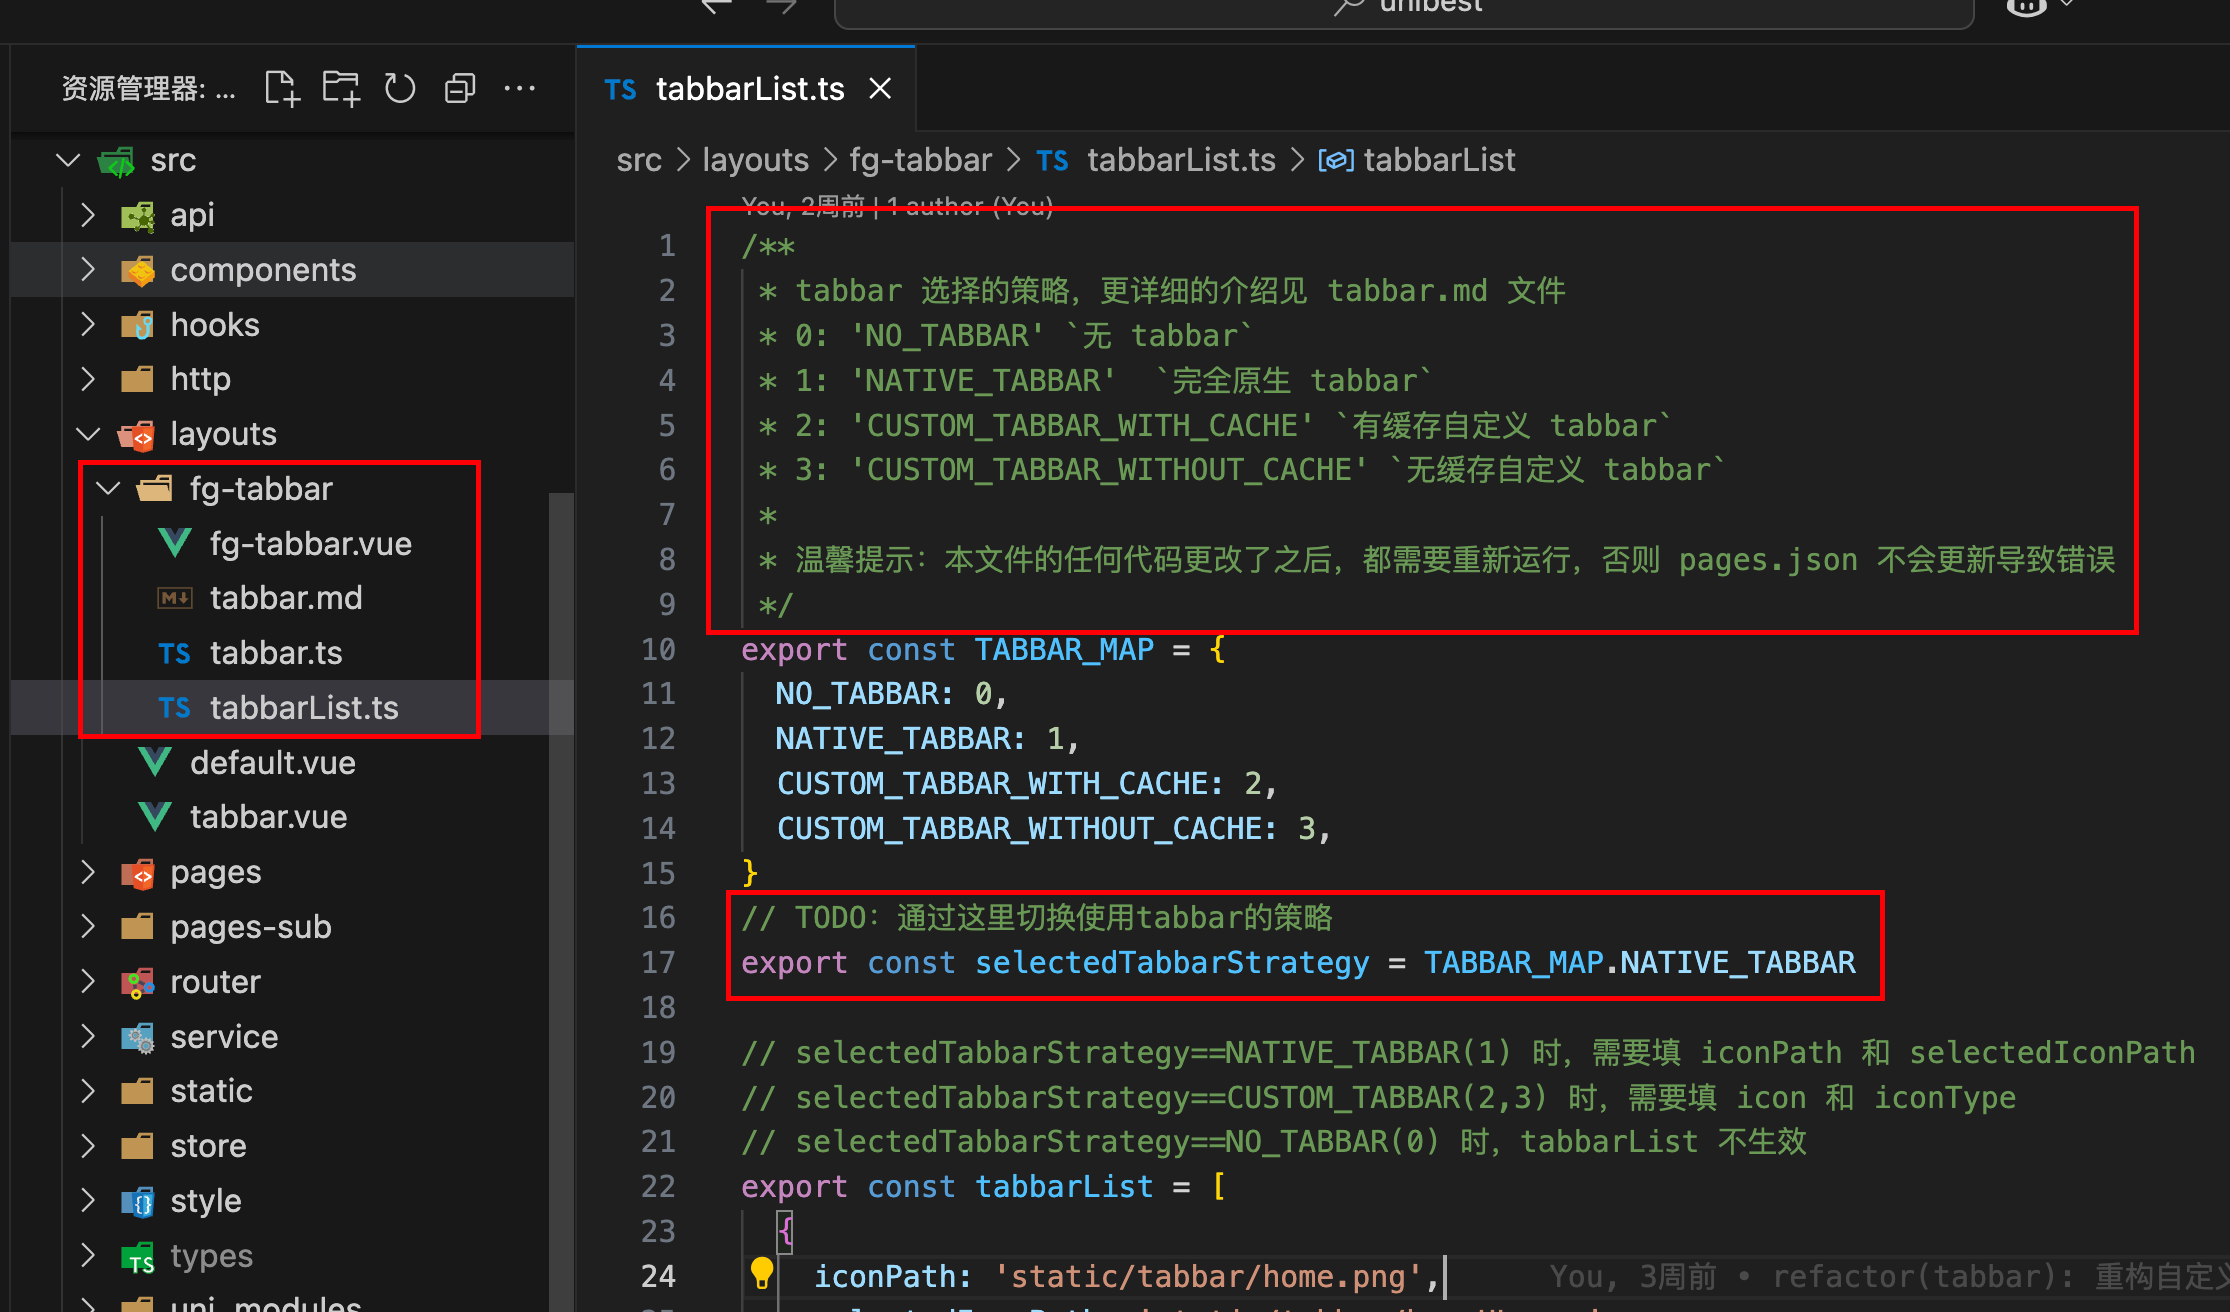 unibest
资源管理器: ...
src
api
components
hooks
http
layouts
fg-tabbar
fg-tabbar.vue
tabbar.md
tabbar.ts
tabbarList.ts
default.vue
tabbar.vue
pages
pages-sub
router
service
static
store
style
types
uni_modules
TS tabbarList.ts
src > layouts > fg-tabbar > TS tabbarList.ts > tabbarList
You, 2周前 | 1 author (You)
1 /**
2 * tabbar 选择的策略，更详细的介绍见 tabbar.md 文件
3 * 0: 'NO_TABBAR' `无 tabbar`
4 * 1: 'NATIVE_TABBAR'  `完全原生 tabbar`
5 * 2: 'CUSTOM_TABBAR_WITH_CACHE' `有缓存自定义 tabbar`
6 * 3: 'CUSTOM_TABBAR_WITHOUT_CACHE' `无缓存自定义 tabbar`
7 *
8 * 温馨提示：本文件的任何代码更改了之后，都需要重新运行，否则 pages.json 不会更新导致错误
9 */
10 export const TABBAR_MAP = {
11 NO_TABBAR: 0,
12 NATIVE_TABBAR: 1,
13 CUSTOM_TABBAR_WITH_CACHE: 2,
14 CUSTOM_TABBAR_WITHOUT_CACHE: 3,
15 }
16 // TODO：通过这里切换使用tabbar的策略
17 export const selectedTabbarStrategy = TABBAR_MAP.NATIVE_TABBAR
18
19 // selectedTabbarStrategy==NATIVE_TABBAR(1) 时，需要填 iconPath 和 selectedIconPath
20 // selectedTabbarStrategy==CUSTOM_TABBAR(2,3) 时，需要填 icon 和 iconType
21 // selectedTabbarStrategy==NO_TABBAR(0) 时，tabbarList 不生效
22 export const tabbarList = [
23 {
24 iconPath: 'static/tabbar/home.png', You, 3周前 • refactor(tabbar): 重构自定义